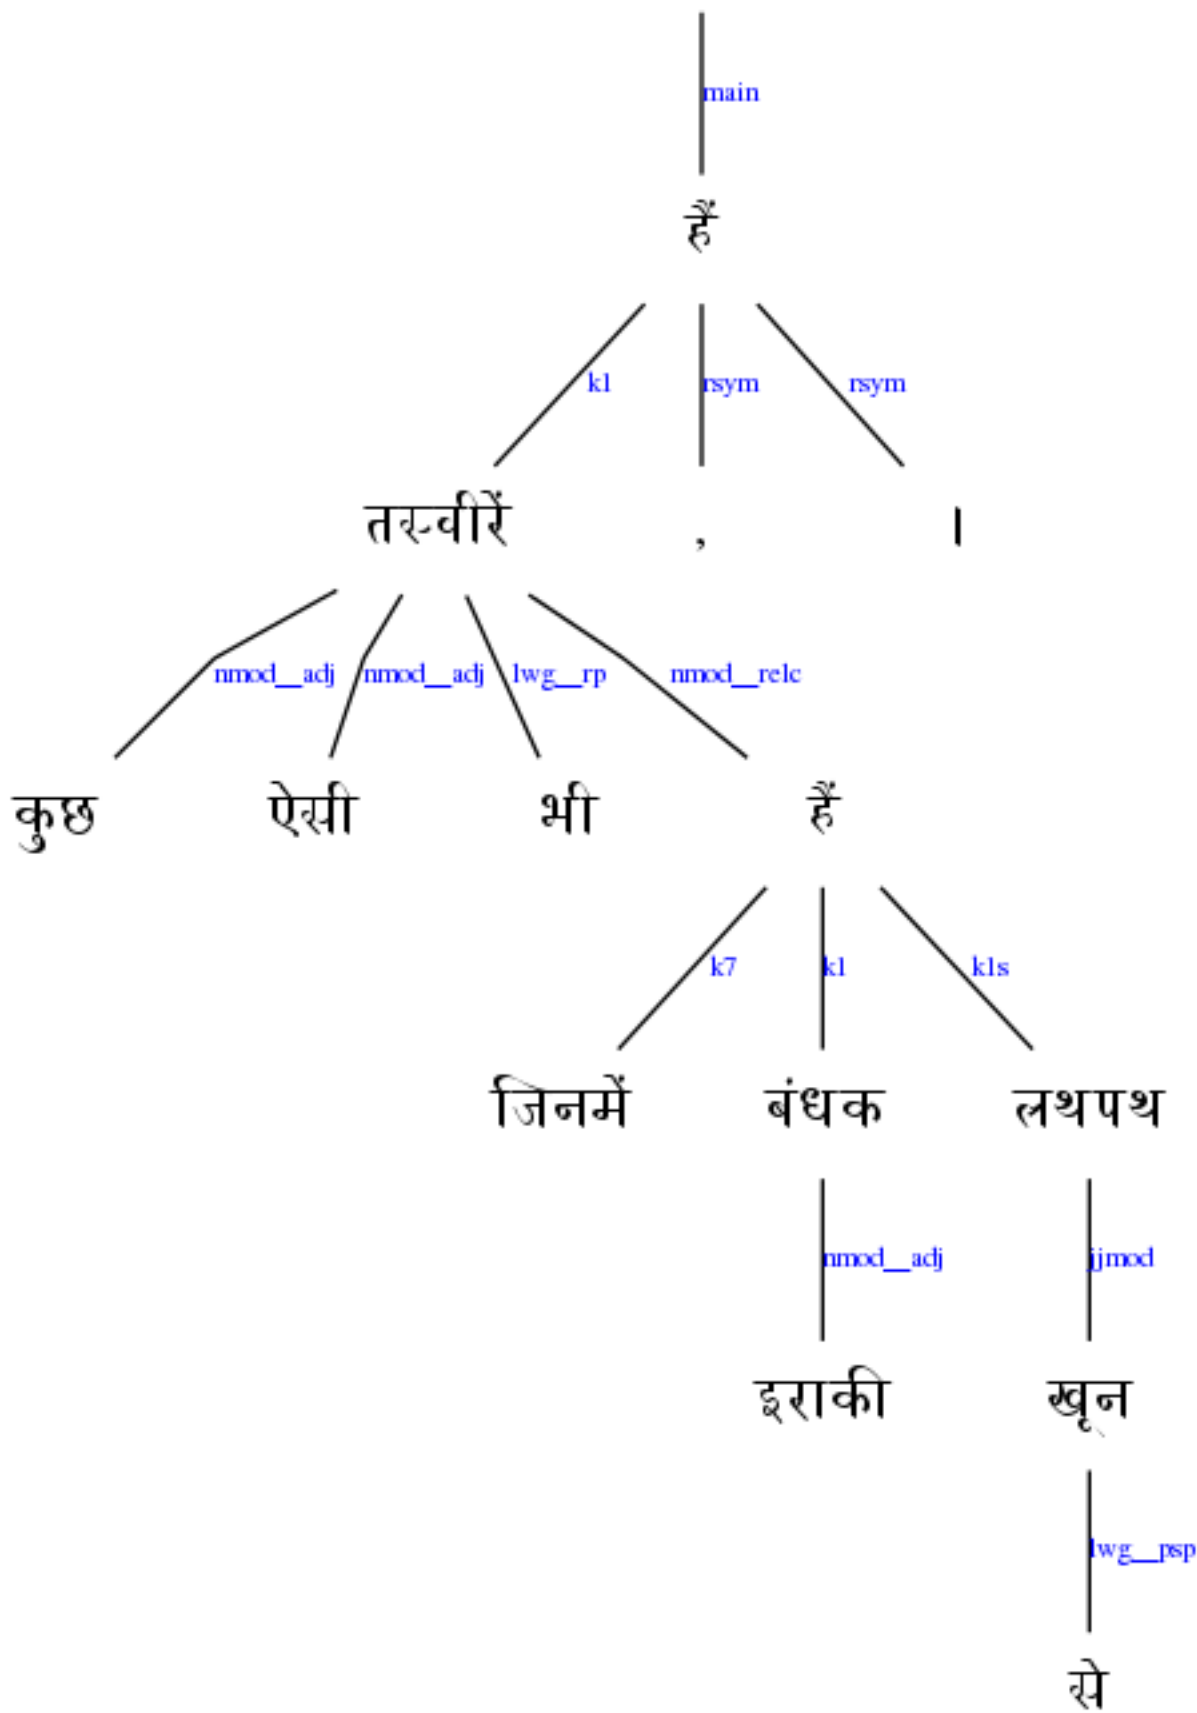 main
हैं
k1 rsym rsym
तस्वीरें , ।
nmod__adj nmod__adj lwg__rp nmod__relc
कुछ ऐसी भी हैं
k7 k1 k1s
जिनमें बंधक लथपथ
nmod__adj jjmod
इराकी खून
lwg__psp
से